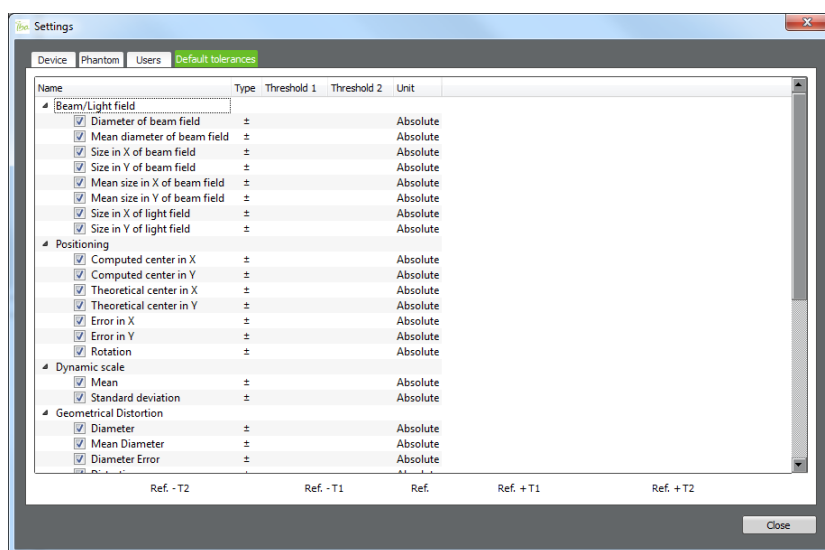 Settings
Device Phantom Users Default tolerances
Name Type Threshold 1 Threshold 2 Unit
Beam/Light field
Diameter of beam field ± Absolute
Mean diameter of beam field ± Absolute
Size in X of beam field ± Absolute
Size in Y of beam field ± Absolute
Mean size in X of beam field ± Absolute
Mean size in Y of beam field ± Absolute
Size in X of light field ± Absolute
Size in Y of light field ± Absolute
Positioning
Computed center in X ± Absolute
Computed center in Y ± Absolute
Theoretical center in X ± Absolute
Theoretical center in Y ± Absolute
Error in X ± Absolute
Error in Y ± Absolute
Rotation ± Absolute
Dynamic scale
Mean ± Absolute
Standard deviation ± Absolute
Geometrical Distortion
Diameter ± Absolute
Mean Diameter ± Absolute
Diameter Error ± Absolute
Ref. - T2 Ref. - T1 Ref. Ref. + T1 Ref. + T2
Close